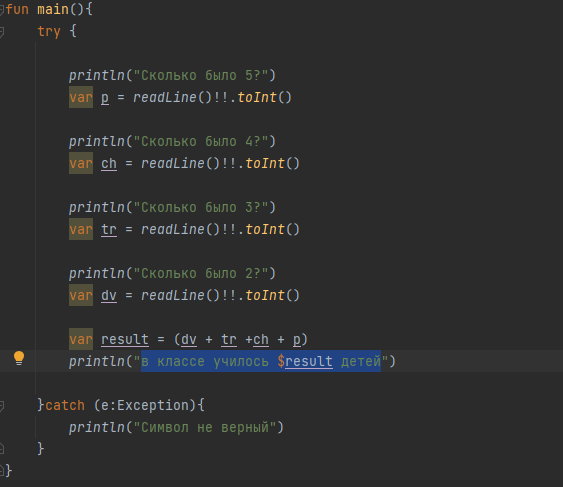 fun main(){
try {
println("Сколько было 5?")
var p = readLine()!!.toInt()
println("Сколько было 4?")
var ch = readLine()!!.toInt()
println("Сколько было 3?")
var tr = readLine()!!.toInt()
println("Сколько было 2?")
var dv = readLine()!!.toInt()
var result = (dv + tr +ch + p)
println("в классе училось $result детей")
}catch (e:Exception){
println("Символ не верный")
}
}